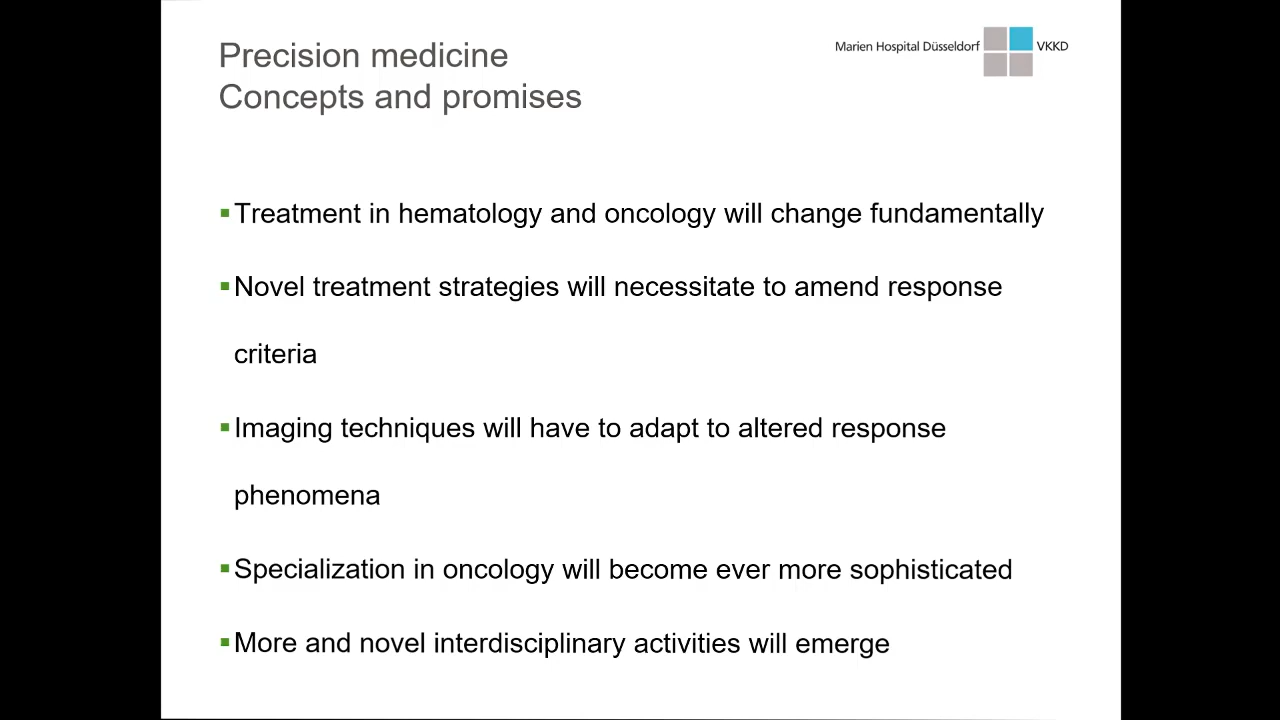 Precision medicine
Concepts and promises
Marien Hospital Düsseldorf VKKD
▪Treatment in hematology and oncology will change fundamentally
▪Novel treatment strategies will necessitate to amend response
criteria
▪Imaging techniques will have to adapt to altered response
phenomena
▪Specialization in oncology will become ever more sophisticated
▪More and novel interdisciplinary activities will emerge